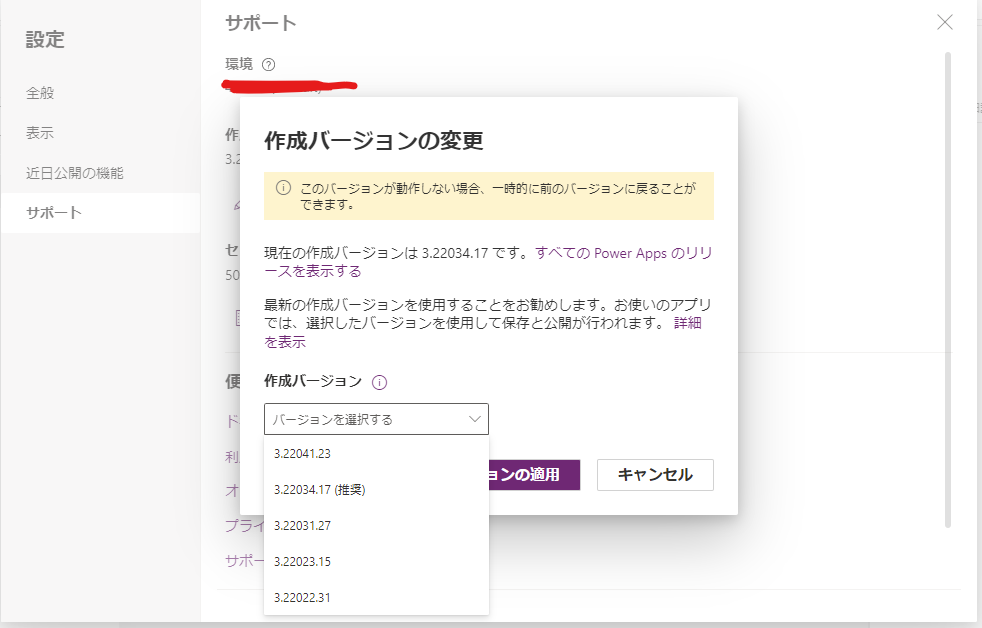 設定
全般
表示
近日公開の機能
サポート
サポート
環境
作成バージョンの変更
このバージョンが動作しない場合、一時的に前のバージョンに戻ることが
できます。
現在の作成バージョンは 3.22034.17 です。すべての Power Apps のリリ
ースを表示する
最新の作成バージョンを使用することをお勧めします。お使いのアプリ
では、選択したバージョンを使用して保存と公開が行われます。 詳細
を表示
作成バージョン
バージョンを選択する
3.22041.23
3.22034.17 (推奨)
3.22031.27
3.22023.15
3.22022.31
ョンの適用
キャンセル
作
3.2
セ
50
便
ド
利
オ
プライ
サポー